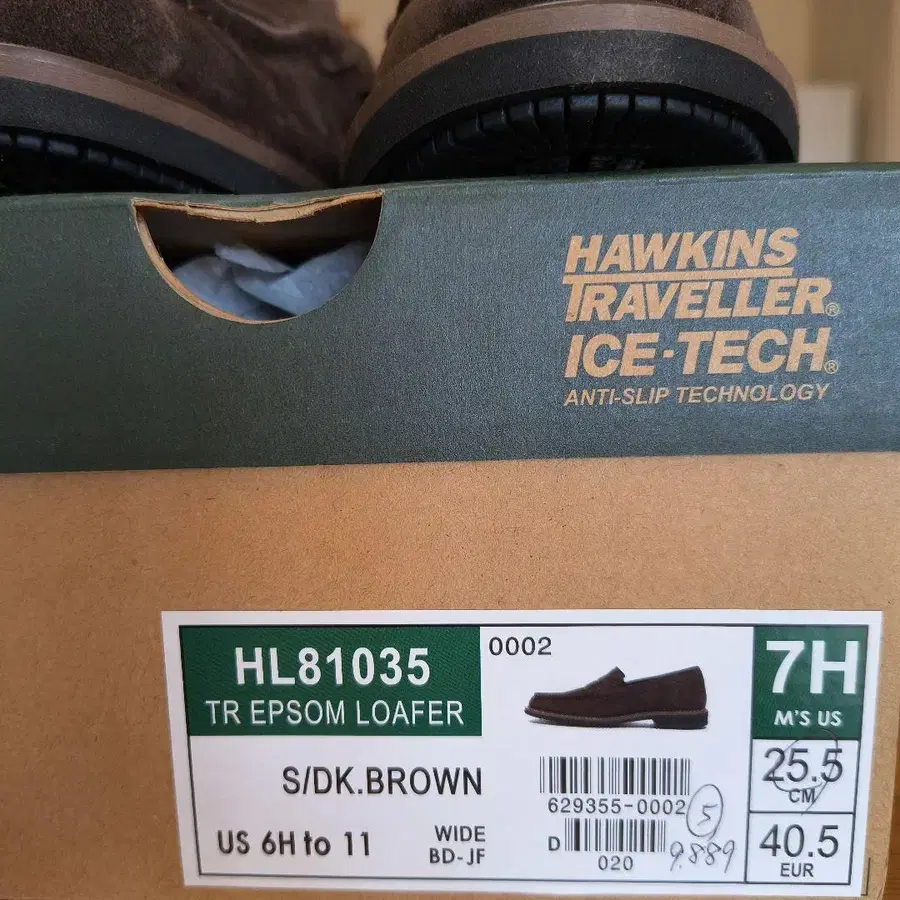 HAWKINS
TRAVELLER®
ICE-TECH®
ANTI-SLIP TECHNOLOGY
HL81035
TR EPSOM LOAFER
0002
7H
M'S US
S/DK.BROWN
25.5
CM
629355-0002
5
US 6H to 11
WIDE
BD-JF
D
020
9.889
40.5
EUR